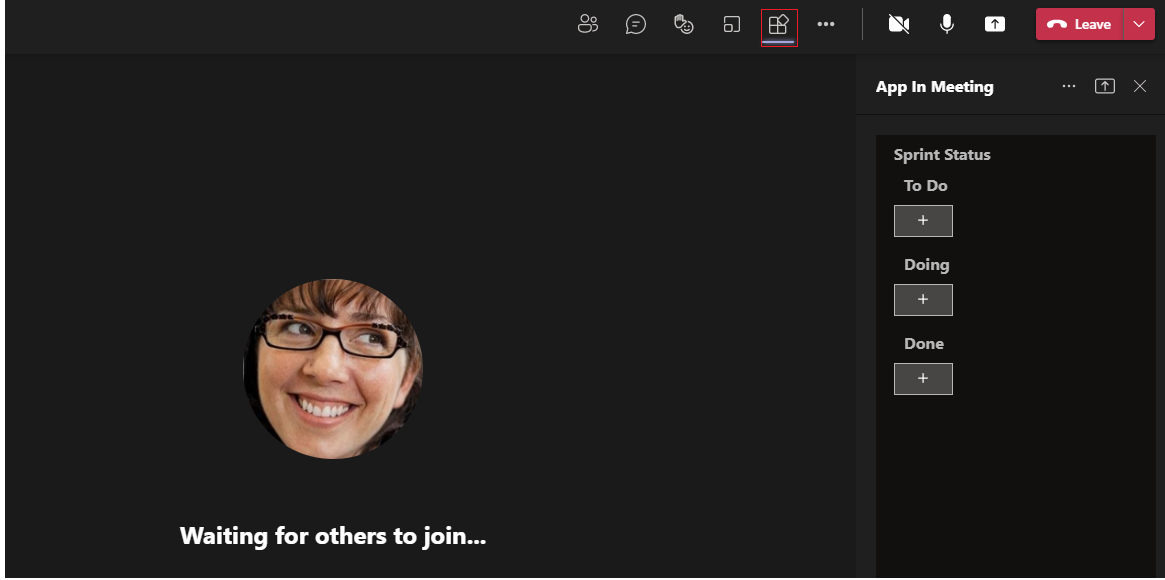 Leave
App In Meeting
Sprint Status
To Do
+
Doing
+
Done
+
Waiting for others to join...